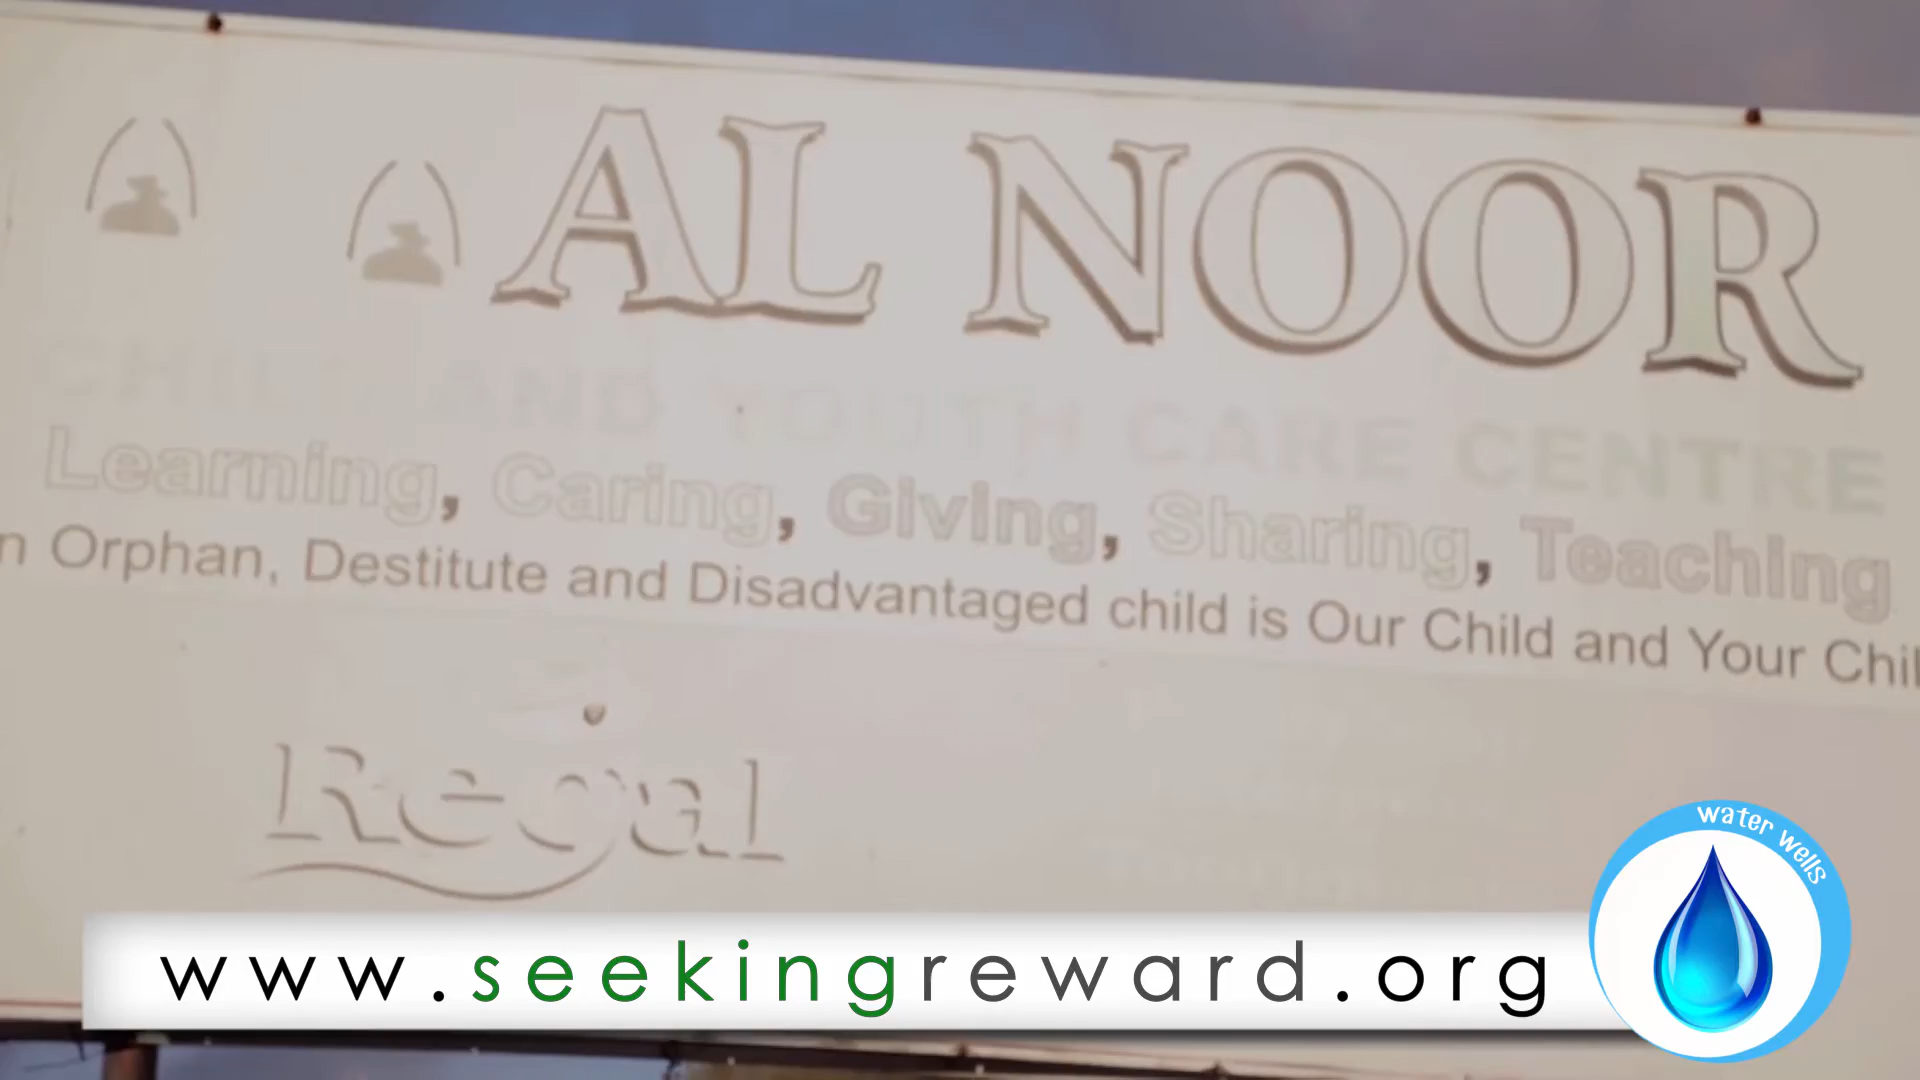 AL NOOR
CHILD AND YOUTH CARE CENTRE
Learning, Caring, Giving, Sharing, Teaching
n Orphan, Destitute and Disadvantaged child is Our Child and Your Chil
Regal
water wells
www.seekingreward.org